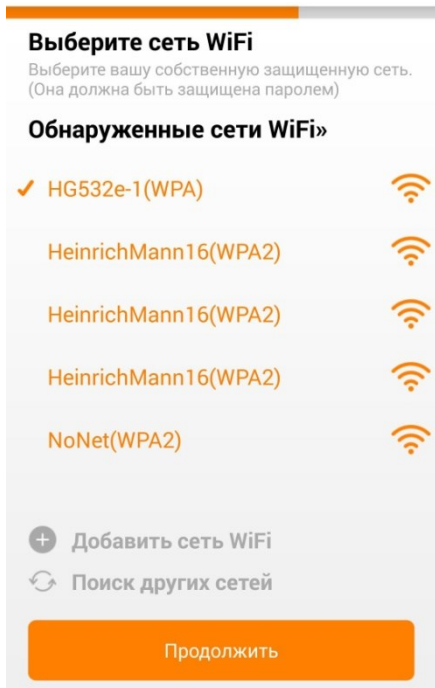 Выберите сеть WiFi
Выберите вашу собственную защищенную сеть.
(Она должна быть защищена паролем)
Обнаруженные сети WiFi»
HG532e-1(WPA)
HeinrichMann16(WPA2)
HeinrichMann16(WPA2)
HeinrichMann16(WPA2)
NoNet(WPA2)
Добавить сеть WiFi
Поиск других сетей
Продолжить